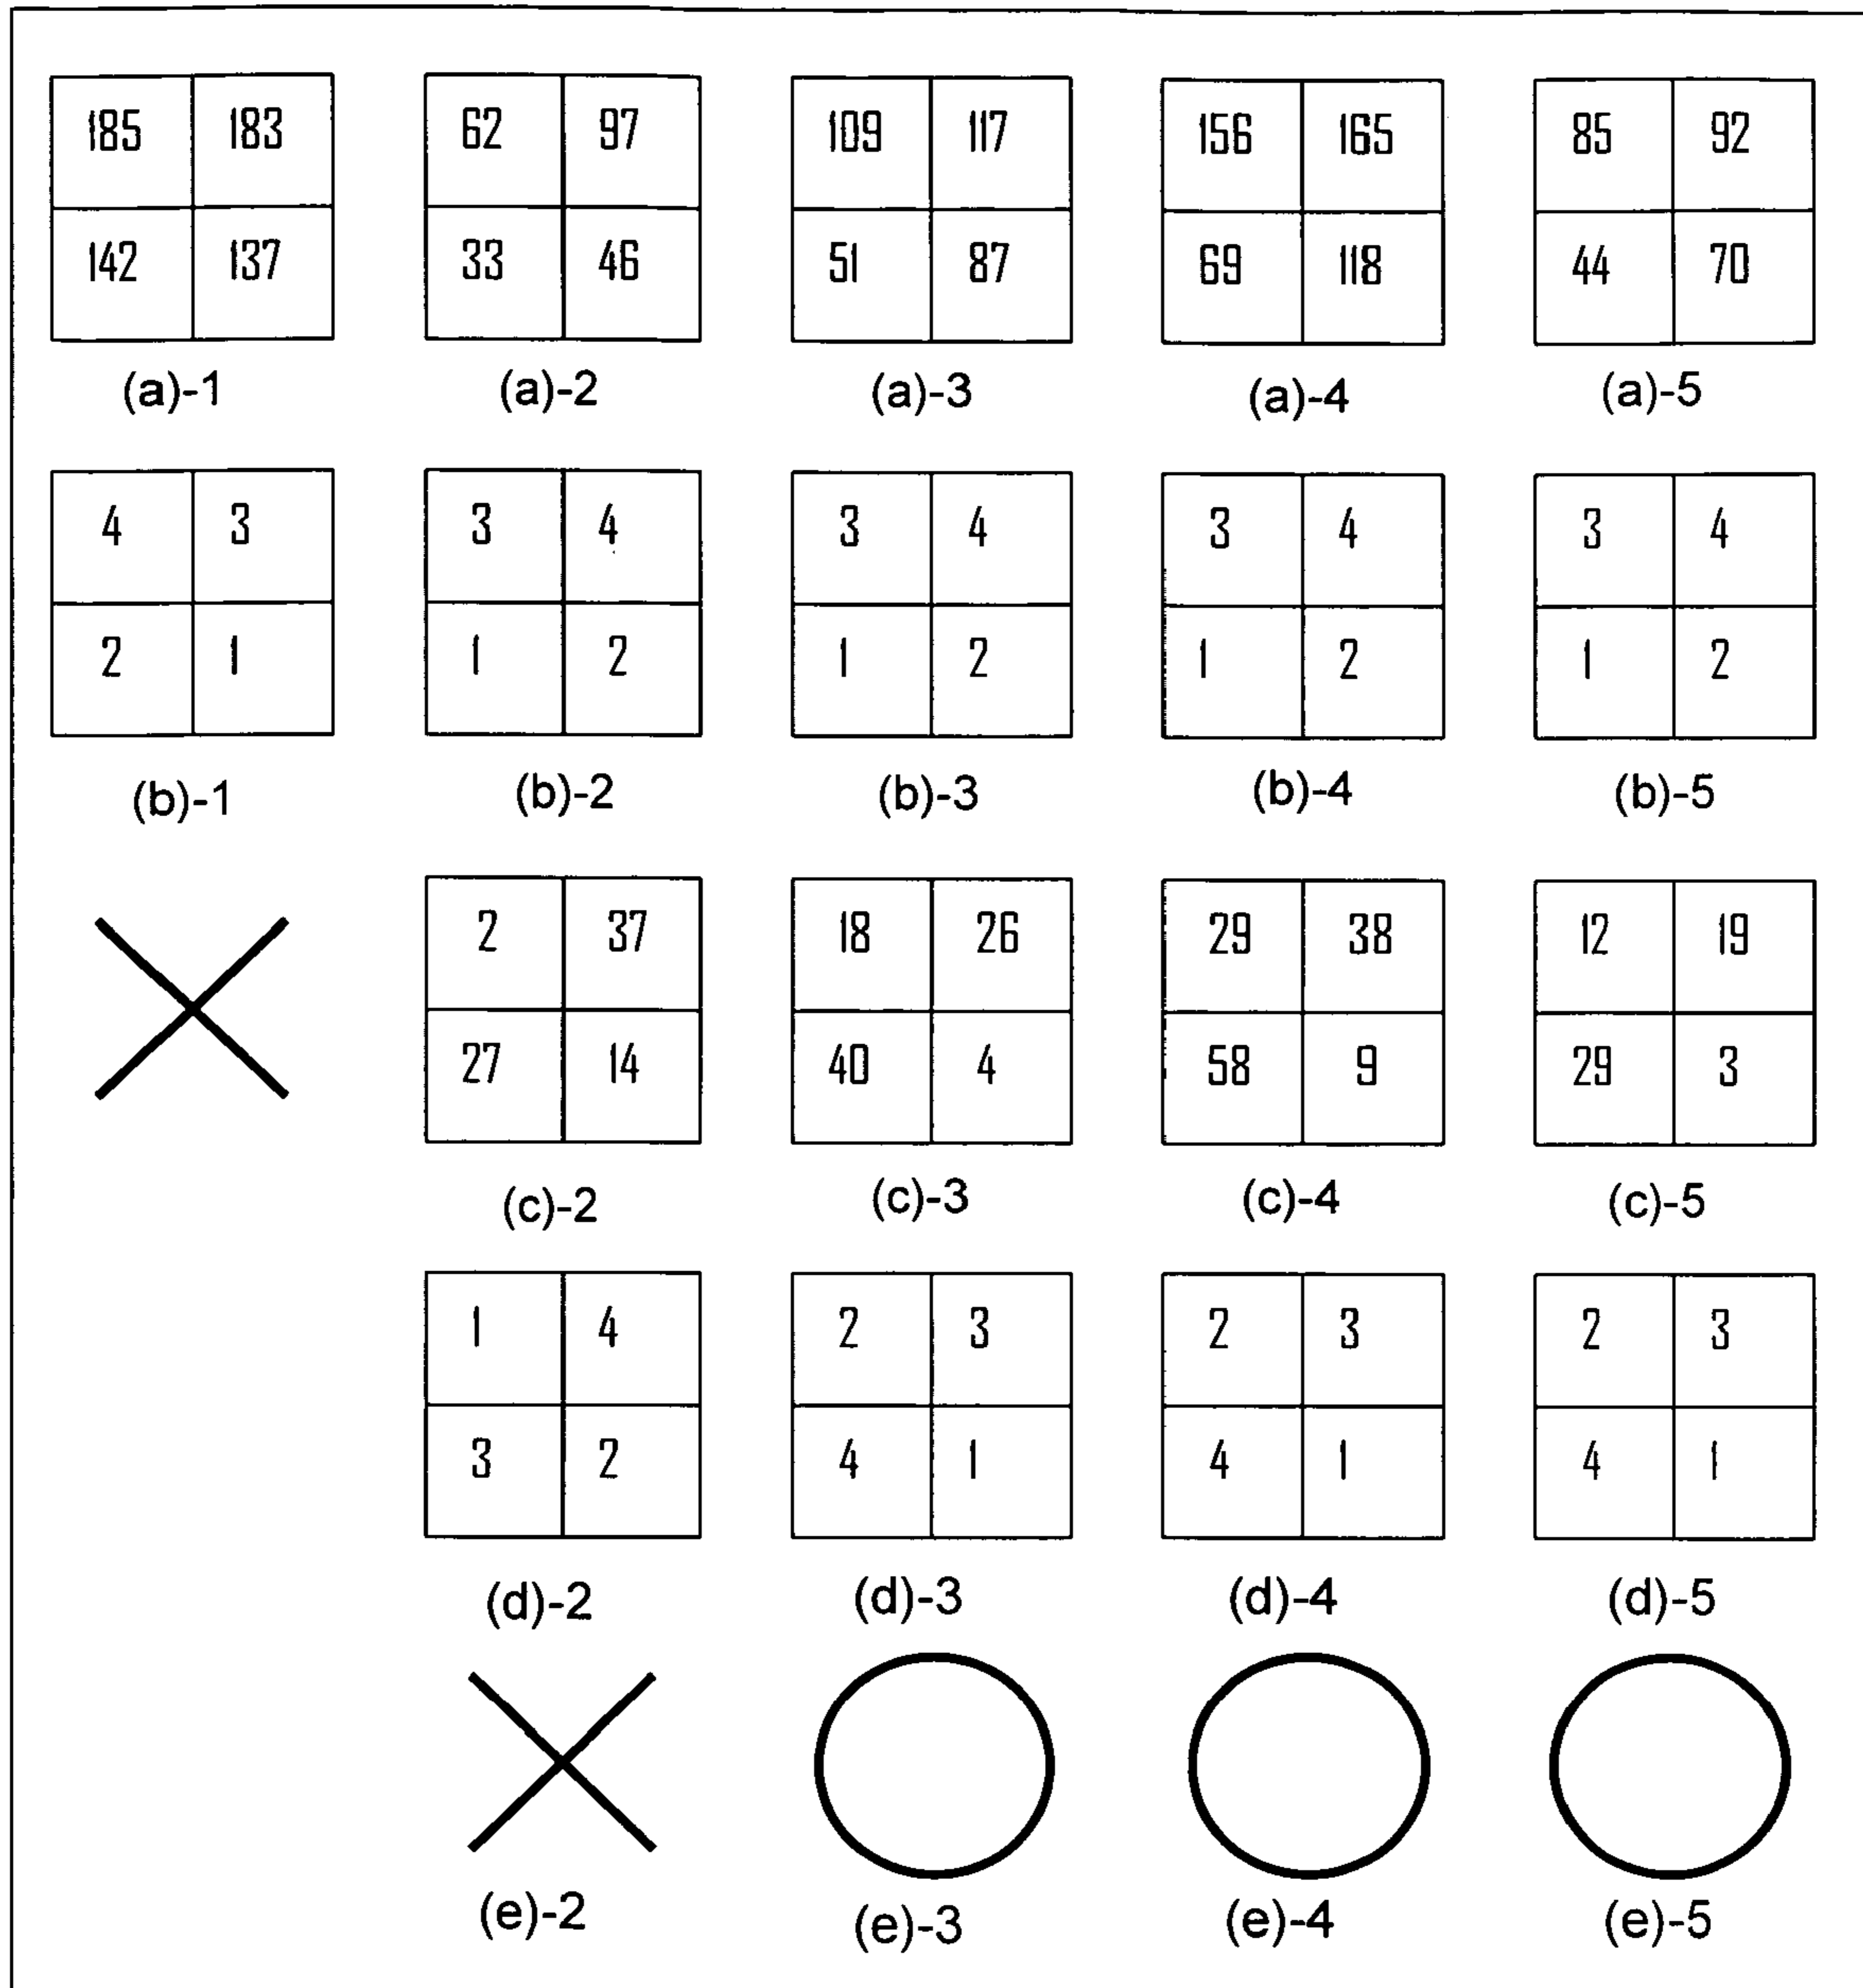 185 183 62 97 109 117 156 165 85 92
142 137 33 46 51 87 69 118 44 70
(a)-1 (a)-2 (a)-3 (a)-4 (a)-5
4 3 3 4 3 4 3 4 3 4
2 1 1 2 1 2 1 2 1 2
(b)-1 (b)-2 (b)-3 (b)-4 (b)-5
2 37 18 26 29 38 12 19
27 14 40 4 58 9 29 3
(c)-2 (c)-3 (c)-4 (c)-5
1 4 2 3 2 3 2 3
3 2 4 1 4 1 4 1
(d)-2 (d)-3 (d)-4 (d)-5
(e)-2 (e)-3 (e)-4 (e)-5